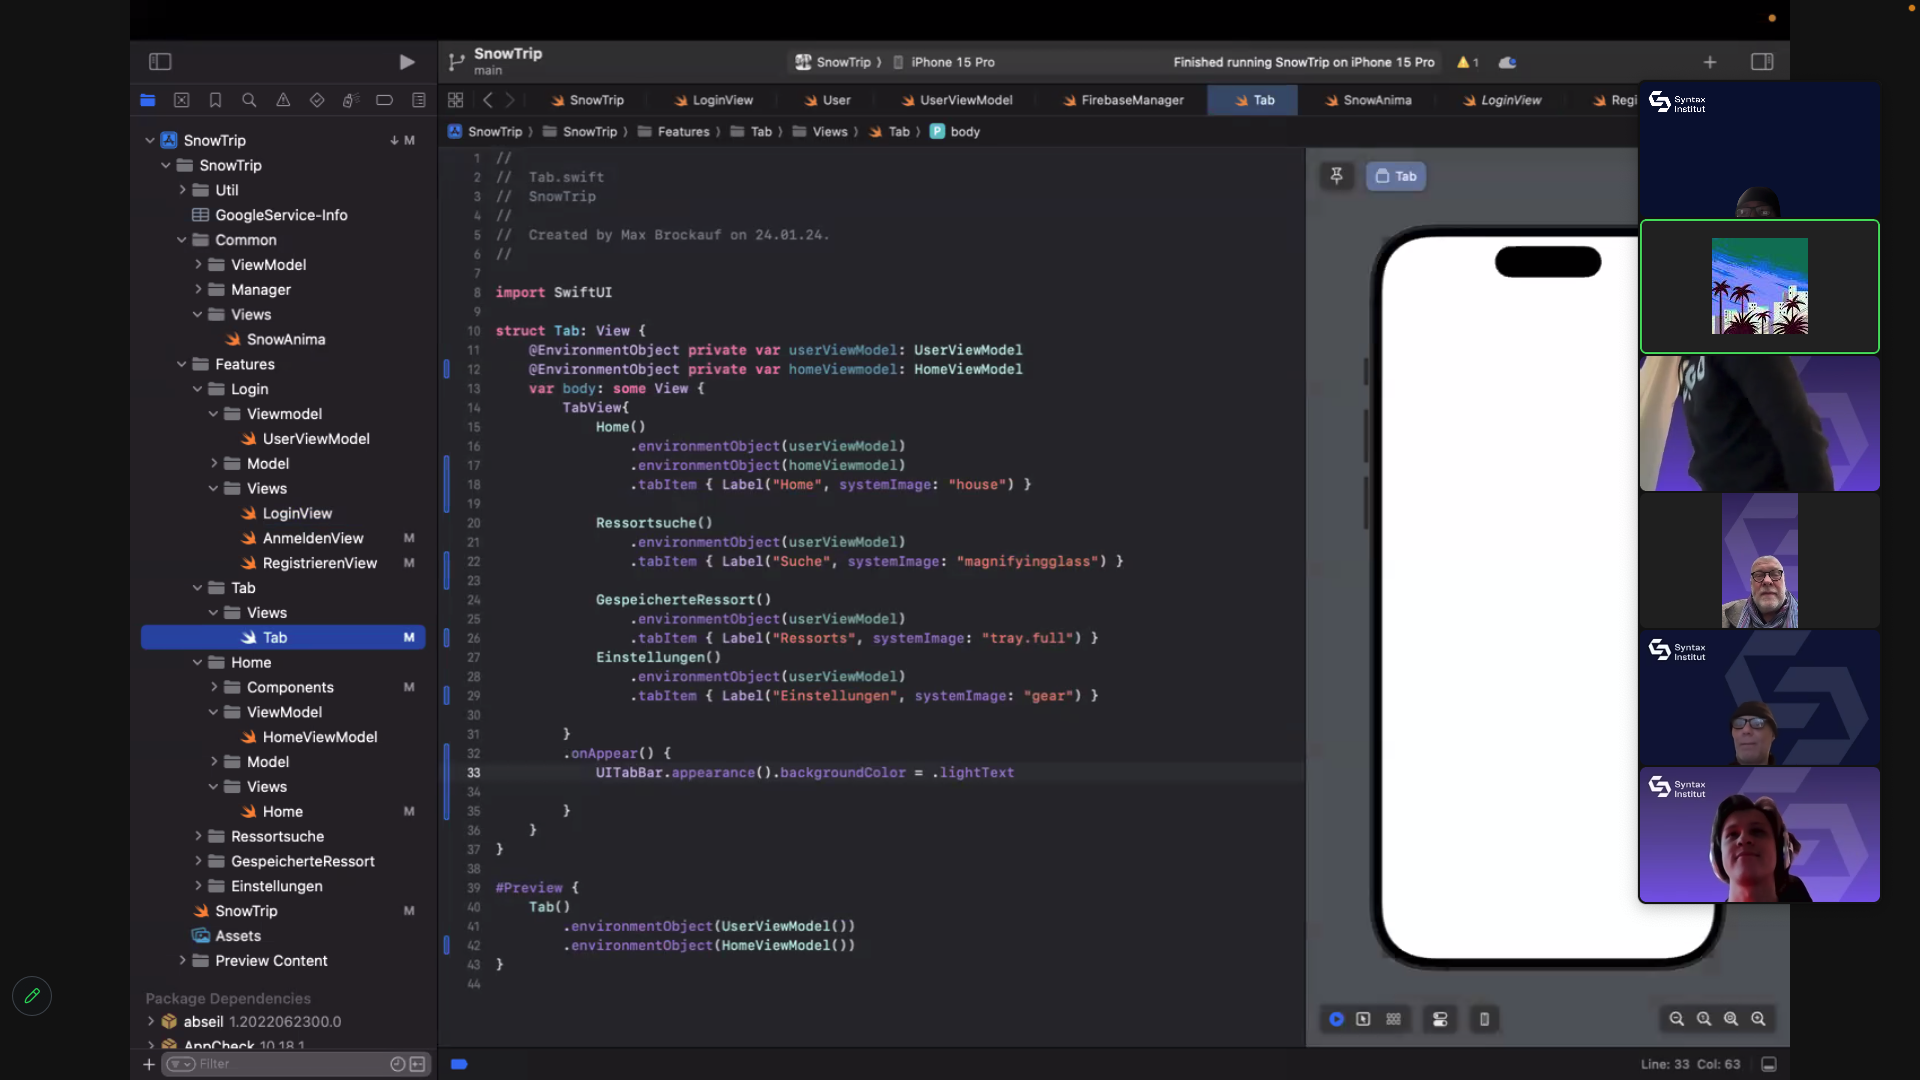 SnowTrip
main
SnowTrip
iPhone 15 Pro
Finished running SnowTrip on iPhone 15 Pro
1
SnowTrip
LoginView
User
UserViewModel
FirebaseManager
Tab
SnowAnima
LoginView
Regi
SnowTrip
SnowTrip
Features
Tab
Views
Tab
P body
SnowTrip M
SnowTrip
Util
GoogleService-Info
Common
ViewModel
Manager
Views
SnowAnima
Features
Login
Viewmodel
UserViewModel
Model
Views
LoginView
AnmeldenView M
RegistrierenView M
Tab
Views
Tab M
Home
Components M
ViewModel
HomeViewModel
Model
Views
Home M
Ressortsuche
GespeicherteRessort
Einstellungen
SnowTrip M
Assets
Preview Content
Package Dependencies
abseil 1.2022062300.0
AppCheck 10.18.1
Filter
1 //
2 // Tab.swift
3 // SnowTrip
4 //
5 // Created by Max Brockauf on 24.01.24.
6 //
7
8 import SwiftUI
9
10 struct Tab: View {
11 @EnvironmentObject private var userViewModel: UserViewModel
12 @EnvironmentObject private var homeViewmodel: HomeViewModel
13 var body: some View {
14 TabView{
15 Home()
16 .environmentObject(userViewModel)
17 .environmentObject(homeViewmodel)
18 .tabItem { Label("Home", systemImage: "house") }
19
20 Ressortsuche()
21 .environmentObject(userViewModel)
22 .tabItem { Label("Suche", systemImage: "magnifyingglass") }
23
24 GespeicherteRessort()
25 .environmentObject(userViewModel)
26 .tabItem { Label("Ressorts", systemImage: "tray.full") }
27 Einstellungen()
28 .environmentObject(userViewModel)
29 .tabItem { Label("Einstellungen", systemImage: "gear") }
30
31 }
32 .onAppear() {
33 UITabBar.appearance().backgroundColor = .lightText
34
35 }
36 }
37 }
38
39 #Preview {
40 Tab()
41 .environmentObject(UserViewModel())
42 .environmentObject(HomeViewModel())
43 }
44
Tab
Syntax
Institut
Syntax
Institut
Syntax
Institut
Line: 33 Col: 63